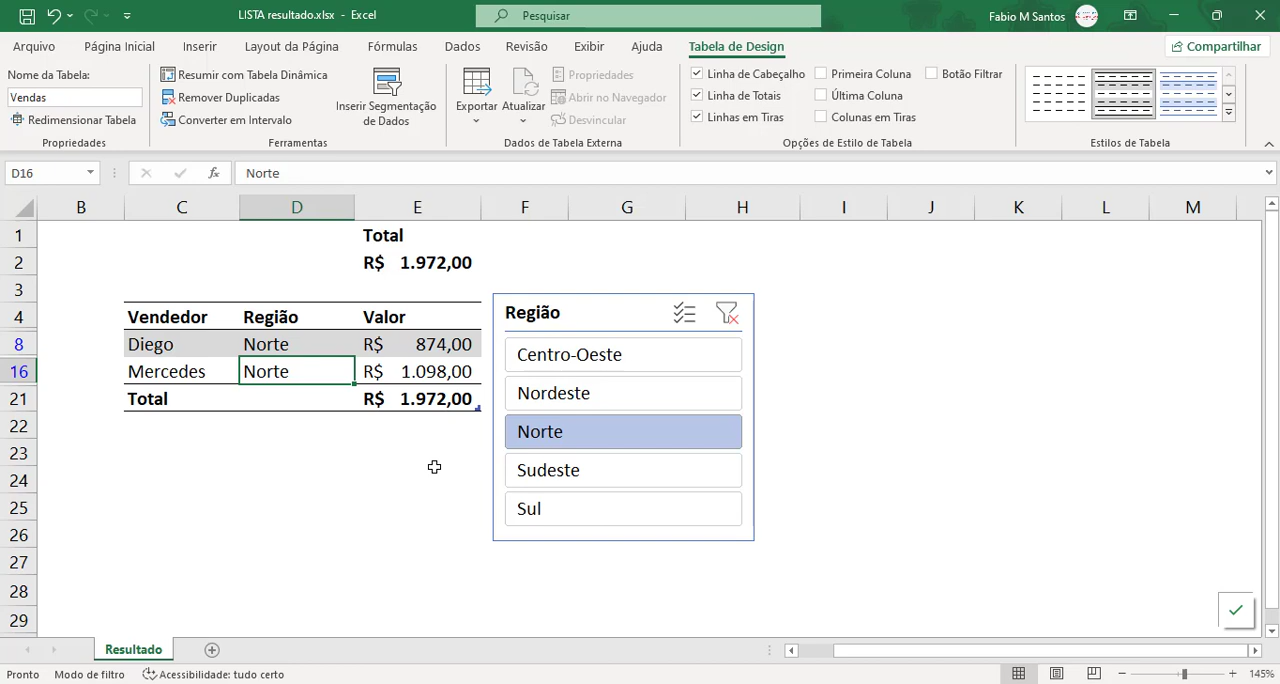 LISTA resultado.xlsx - Excel
Pesquisar
Fabio M Santos
Arquivo Página Inicial Inserir Layout da Página Fórmulas Dados Revisão Exibir Ajuda Tabela de Design Compartilhar
Nome da Tabela:
Vendas
Redimensionar Tabela
Propriedades
Resumir com Tabela Dinâmica
Remover Duplicadas
Converter em Intervalo
Inserir Segmentação
de Dados
Ferramentas
Exportar
Atualizar
Propriedades
Abrir no Navegador
Desvincular
Dados de Tabela Externa
Linha de Cabeçalho
Linha de Totais
Linhas em Tiras
Primeira Coluna
Última Coluna
Colunas em Tiras
Botão Filtrar
Opções de Estilo de Tabela
Estilos de Tabela
D16 fx Norte
B C D E F G H I J K L M
1 Total
2 R$ 1.972,00
3
4 Vendedor Região Valor
8 Diego Norte R$ 874,00
16 Mercedes Norte R$ 1.098,00
21 Total R$ 1.972,00
22
23
24
25
26
27
28
29
Região
Centro-Oeste
Nordeste
Norte
Sudeste
Sul
Resultado
Pronto Modo de filtro Acessibilidade: tudo certo 145%